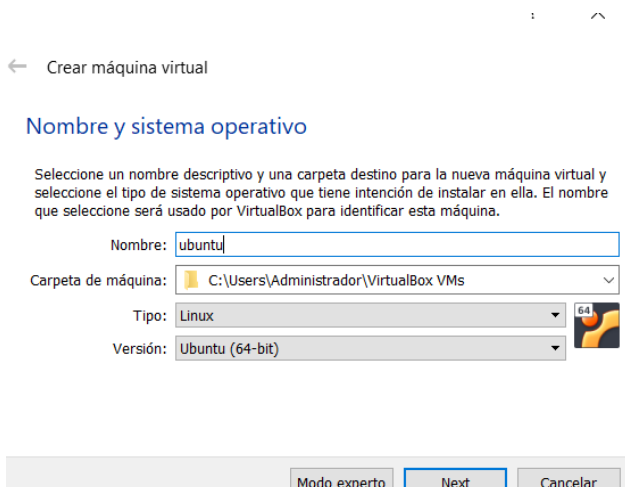 Crear máquina virtual
Nombre y sistema operativo
Seleccione un nombre descriptivo y una carpeta destino para la nueva máquina virtual y
seleccione el tipo de sistema operativo que tiene intención de instalar en ella. El nombre
que seleccione será usado por VirtualBox para identificar esta máquina.
Nombre: ubuntu
Carpeta de máquina: C:\Users\Administrador\VirtualBox VMs
Tipo: Linux
64
Versión: Ubuntu (64-bit)
Modo experto Next Cancelar